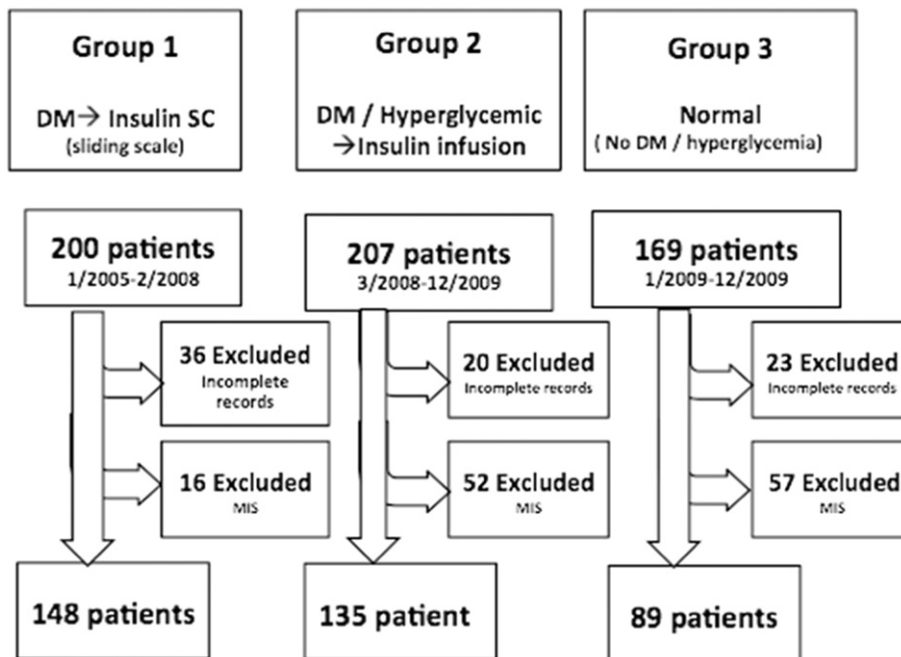 Group 1
DM→ Insulin SC
(sliding scale)
Group 2
DM / Hyperglycemic
→Insulin infusion
Group 3
Normal
( No DM / hyperglycemia)
200 patients
1/2005-2/2008
207 patients
3/2008-12/2009
169 patients
1/2009-12/2009
36 Excluded
Incomplete
records
20 Excluded
Incomplete records
23 Excluded
Incomplete records
16 Excluded
MIS
52 Excluded
MIS
57 Excluded
MIS
148 patients
135 patient
89 patients